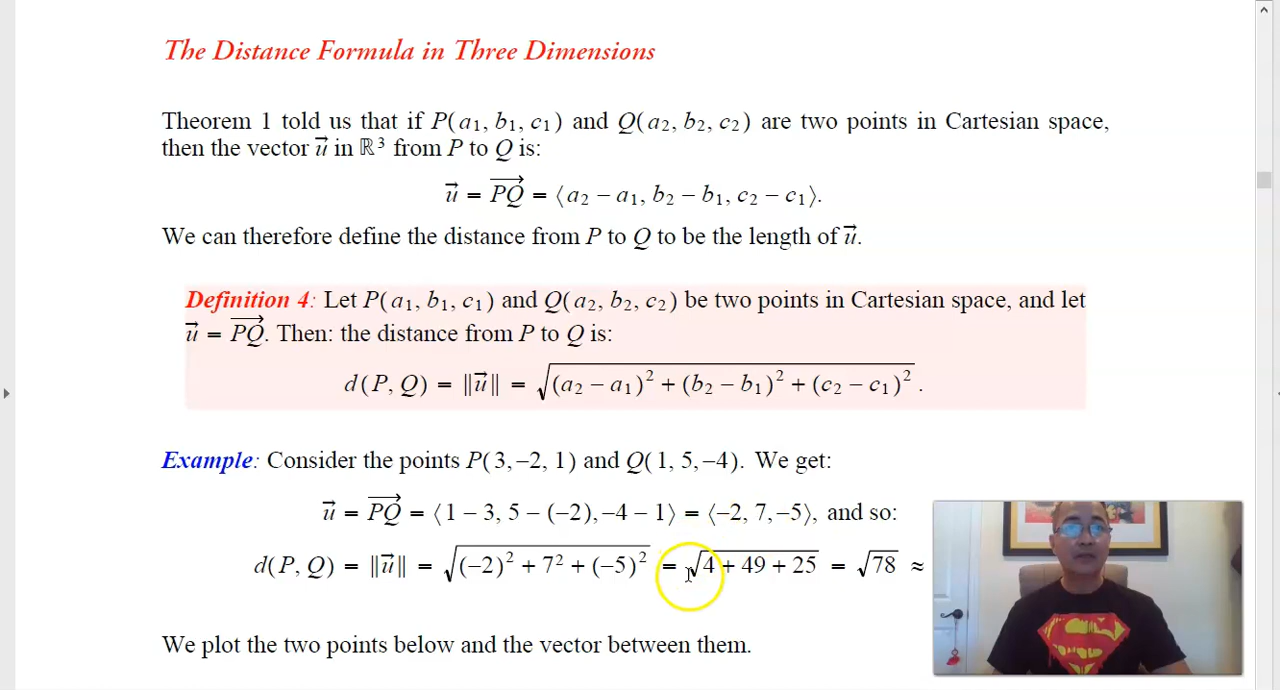 The Distance Formula in Three Dimensions
Theorem 1 told us that if P(a₁, b₁, c₁) and Q(a₂, b₂, c₂) are two points in Cartesian space,
then the vector u⃗ in ℝ³ from P to Q is:
u⃗ = PQ⃗ = ⟨a₂ − a₁, b₂ − b₁, c₂ − c₁⟩.
We can therefore define the distance from P to Q to be the length of u⃗.
Definition 4: Let P(a₁, b₁, c₁) and Q(a₂, b₂, c₂) be two points in Cartesian space, and let
u⃗ = PQ⃗. Then: the distance from P to Q is:
d(P, Q) = ‖u⃗‖ = √((a₂ − a₁)² + (b₂ − b₁)² + (c₂ − c₁)²).
Example: Consider the points P(3,−2, 1) and Q(1, 5,−4). We get:
u⃗ = PQ⃗ = ⟨1 − 3, 5 − (−2),−4 − 1⟩ = ⟨−2, 7,−5⟩, and so:
d(P, Q) = ‖u⃗‖ = √((−2)² + 7² + (−5)²) = √(4 + 49 + 25) = √78 ≈
We plot the two points below and the vector between them.